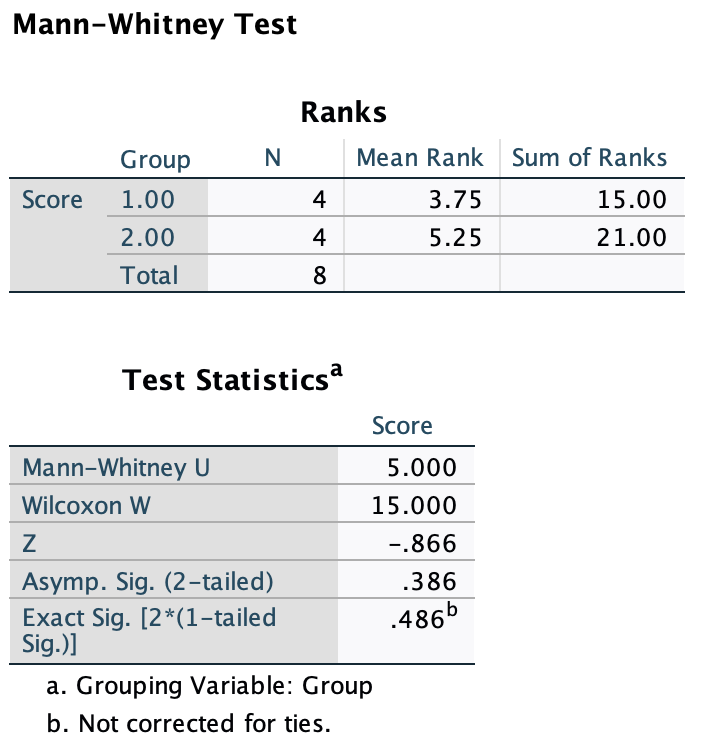 Mann-Whitney Test
Ranks
Group N Mean Rank Sum of Ranks
Score 1.00 4 3.75 15.00
2.00 4 5.25 21.00
Total 8
Test Statisticsᵃ
Score
Mann-Whitney U 5.000
Wilcoxon W 15.000
Z -.866
Asymp. Sig. (2-tailed) .386
Exact Sig. [2*(1-tailed .486ᵇ
Sig.)]
a. Grouping Variable: Group
b. Not corrected for ties.